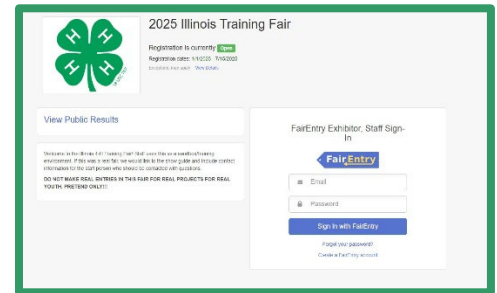 H H
H H
2025 Illinois Training Fair
Registration is currently Open
Registration dates: 1/1/2025 - 7/16/2025
View Public Results
Welcome to the Illinois 4-H Training Fair! Staff uses this as a sandbox/training
environment. If this was a real fair, we would link to the show guide and include contact
information for the staff person who should be contacted with questions.
DO NOT MAKE REAL ENTRIES IN THIS FAIR FOR REAL PROJECTS FOR REAL
YOUTH. PRETEND ONLY!!!
FairEntry Exhibitor, Staff Sign-
In
FairEntry
Email
Password
Sign In with FairEntry
Forgot your password?
Create a FairEntry account